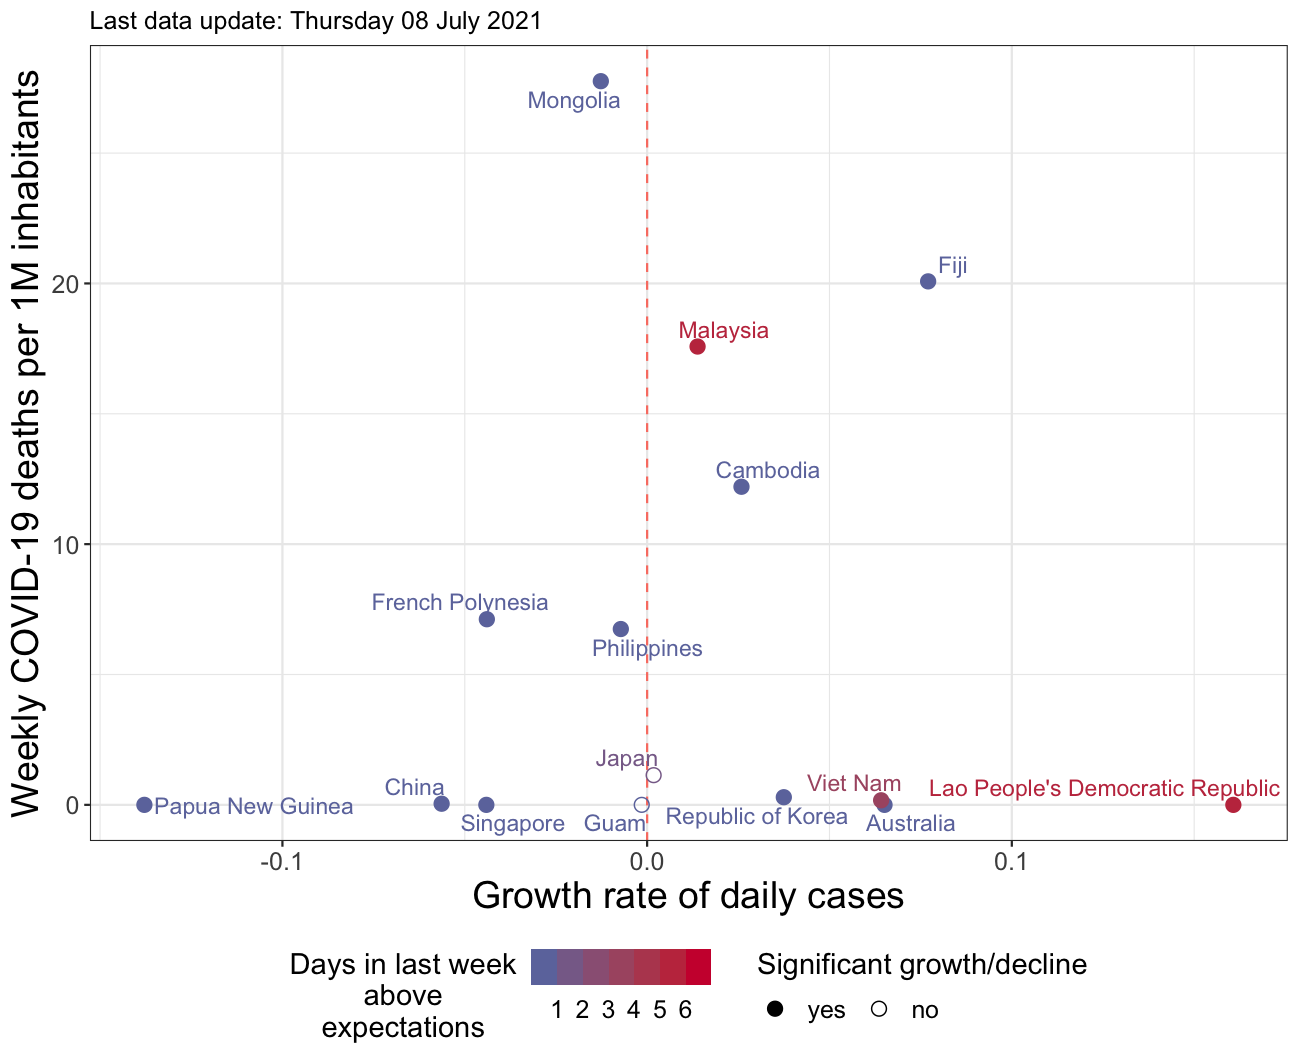 Last data update: Thursday 08 July 2021
Weekly COVID-19 deaths per 1M inhabitants
20
10
0
Mongolia
Fiji
Malaysia
Cambodia
French Polynesia
Philippines
Japan
China
Viet Nam
Lao People's Democratic Republic
Papua New Guinea
Singapore
Guam
Republic of Korea
Australia
-0.1
0.0
0.1
Growth rate of daily cases
Days in last week
above
expectations
1 2 3 4 5 6
Significant growth/decline
yes
no